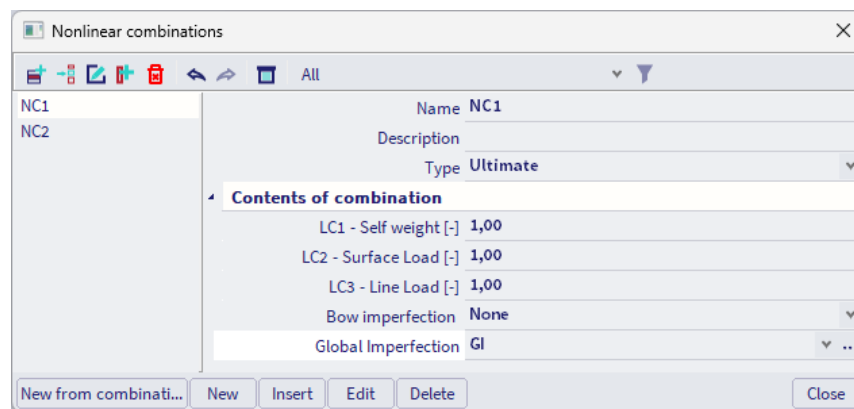 Nonlinear combinations
All
NC1
NC2
Name NC1
Description
Type Ultimate
Contents of combination
LC1 - Self weight [-] 1,00
LC2 - Surface Load [-] 1,00
LC3 - Line Load [-] 1,00
Bow imperfection None
Global Imperfection GI
New from combinati... New Insert Edit Delete Close